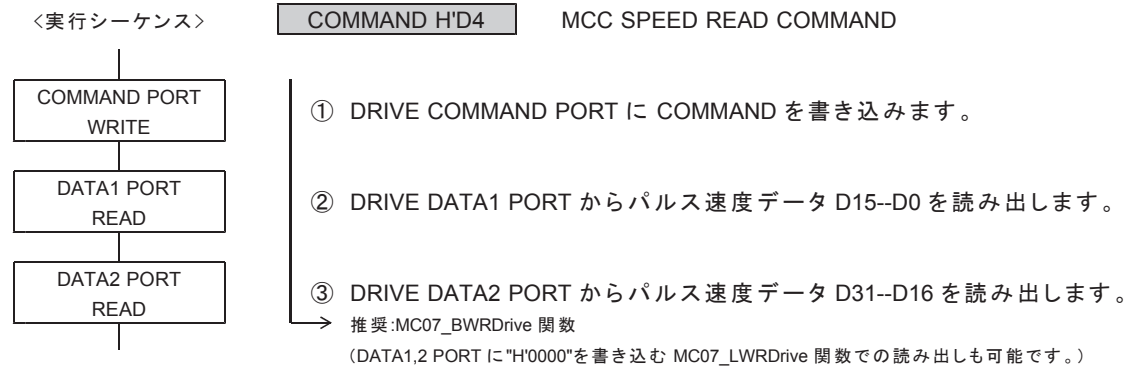 <実行シーケンス>
COMMAND H'D4 MCC SPEED READ COMMAND
COMMAND PORT
WRITE
① DRIVE COMMAND PORT に COMMAND を書き込みます。
DATA1 PORT
READ
② DRIVE DATA1 PORT からパルス速度データ D15--D0 を読み出します。
DATA2 PORT
READ
③ DRIVE DATA2 PORT からパルス速度データ D31--D16 を読み出します。
推奨:MC07_BWRDrive 関数
(DATA1,2 PORT に"H'0000"を書き込む MC07_LWRDrive 関数での読み出しも可能です。)